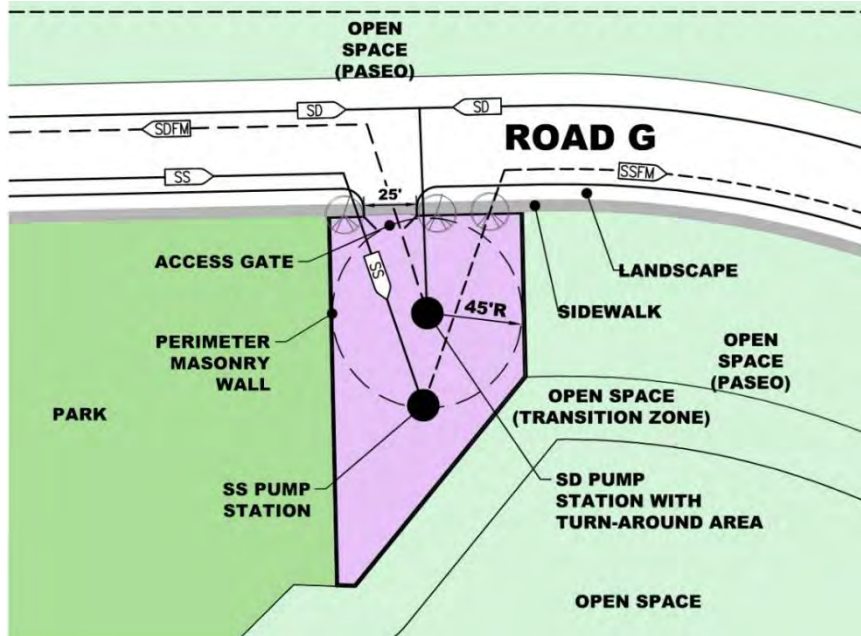 OPEN
SPACE
(PASEO)
SD
SD
SDFM
ROAD G
SS
SSFM
25'
ACCESS GATE
SS
LANDSCAPE
SIDEWALK
45'R
PERIMETER
MASONRY
WALL
OPEN
SPACE
(PASEO)
OPEN SPACE
(TRANSITION ZONE)
PARK
SS PUMP
STATION
SD PUMP
STATION WITH
TURN-AROUND AREA
OPEN SPACE